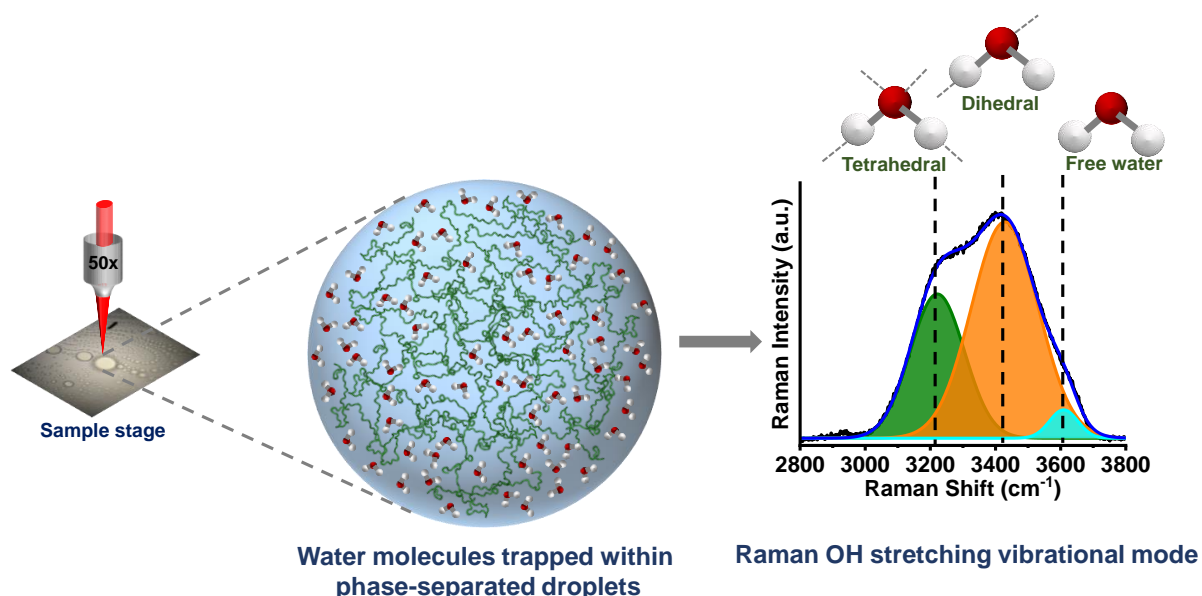 50x
Sample stage
Water molecules trapped within
phase-separated droplets
Dihedral
Tetrahedral
Free water
Raman Intensity (a.u.)
2800 3000 3200 3400 3600 3800
Raman Shift (cm⁻¹)
Raman OH stretching vibrational mode